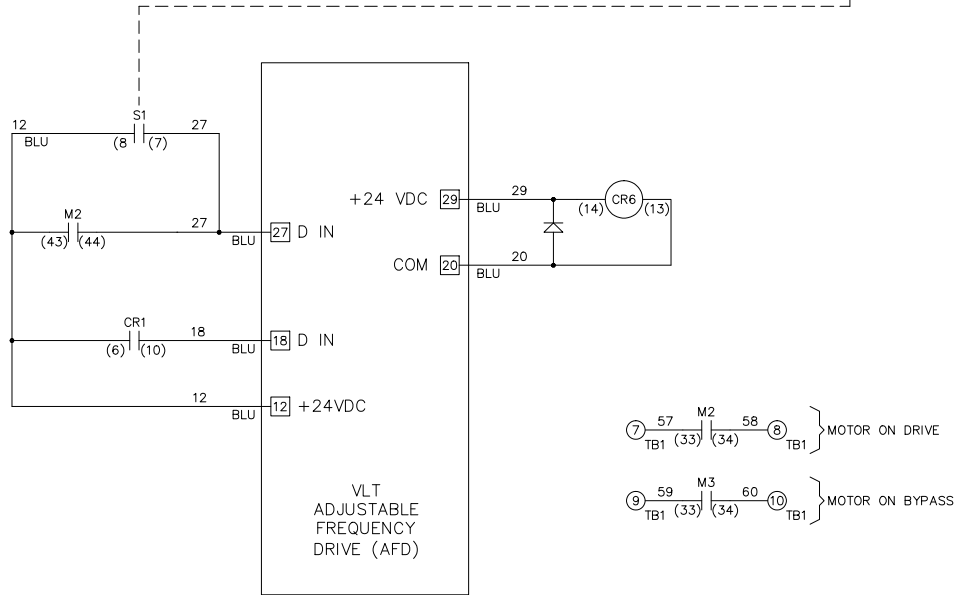 S1
12
BLU
(8
(7)
27
M2
(43)
(44)
27
BLU
27
D IN
CR1
(6)
(10)
18
BLU
18
D IN
12
BLU
12
+24VDC
+24 VDC
29
29
BLU
(14)
CR6
(13)
COM
20
20
BLU
VLT
ADJUSTABLE
FREQUENCY
DRIVE (AFD)
7
TB1
57
M2
(33)
(34)
58
8
TB1
MOTOR ON DRIVE
9
TB1
59
M3
(33)
(34)
60
10
TB1
MOTOR ON BYPASS